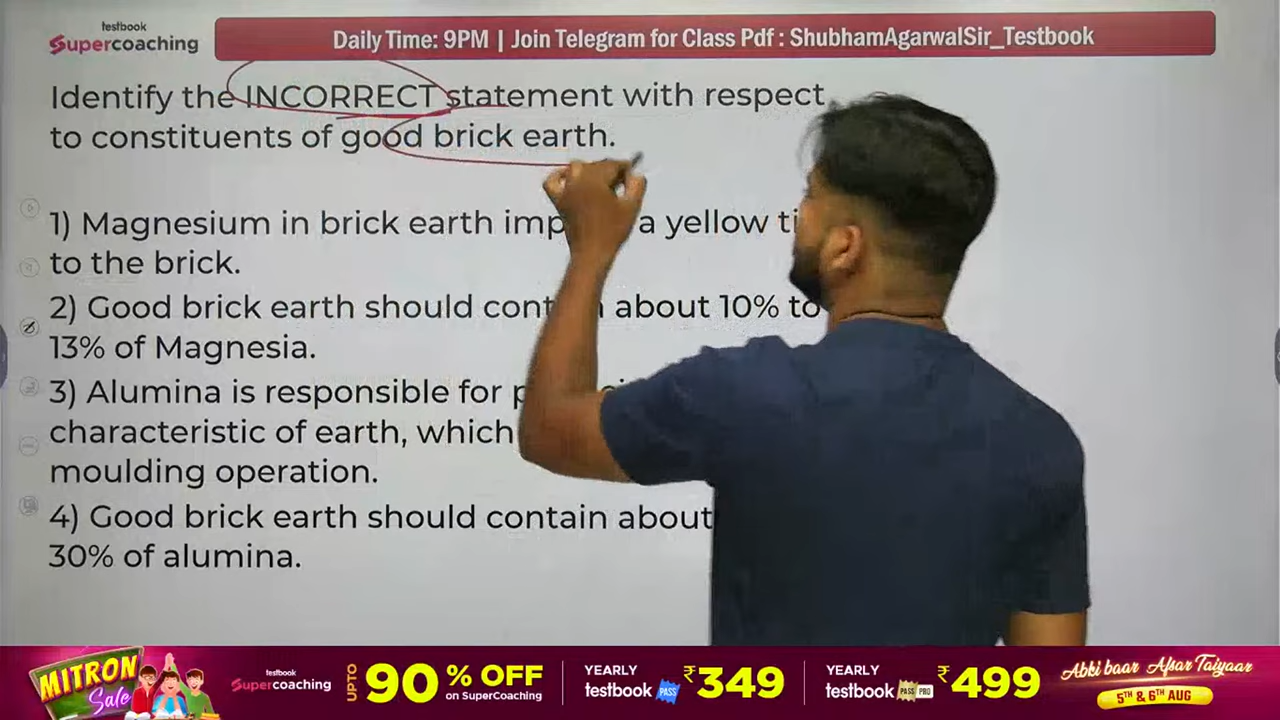 testbook
Supercoaching
Daily Time: 9PM | Join Telegram for Class Pdf : ShubhamAgarwalSir_Testbook
Identify the INCORRECT statement with respect
to constituents of good brick earth.
1) Magnesium in brick earth a yellow
to the brick.
2) Good brick earth should about 10% to
13% of Magnesia.
3) Alumina is responsible for
characteristic of earth, which
moulding operation.
4) Good brick earth should contain about
30% of alumina.
MITRON
Sale
testbook
Supercoaching
UPTO 90% OFF
on SuperCoaching
YEARLY
testbook PASS
₹349
YEARLY
testbook PASS PRO
₹499
Abki baar Afsar Taiyaar
5TH & 6TH AUG